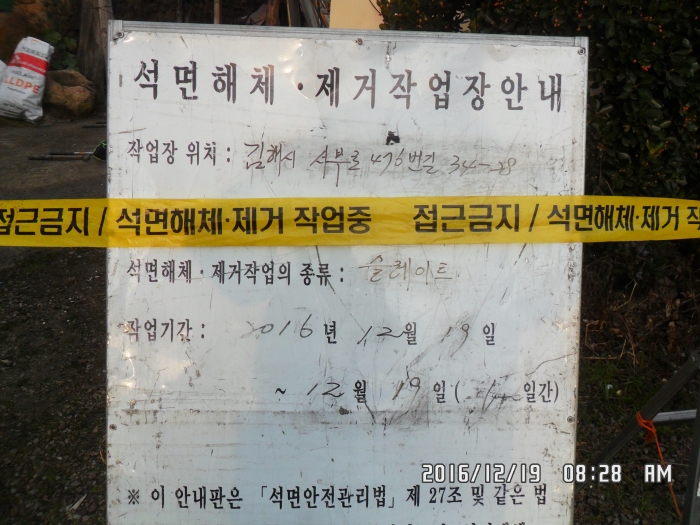 석면해체·제거작업장안내
작업장 위치 : 김해시 서부로 476번길 34-28
접근금지 / 석면해체·제거 작업중 접근금지 / 석면해체·제거 작
석면해체·제거작업의 종류 : 슬레이트
작업기간 : 2016년 12월 19일
~ 12월 19일 ( 일간)
2016/12/19 08:28 AM
※ 이 안내판은 「석면안전관리법」 제 27조 및 같은 법
LLDPE